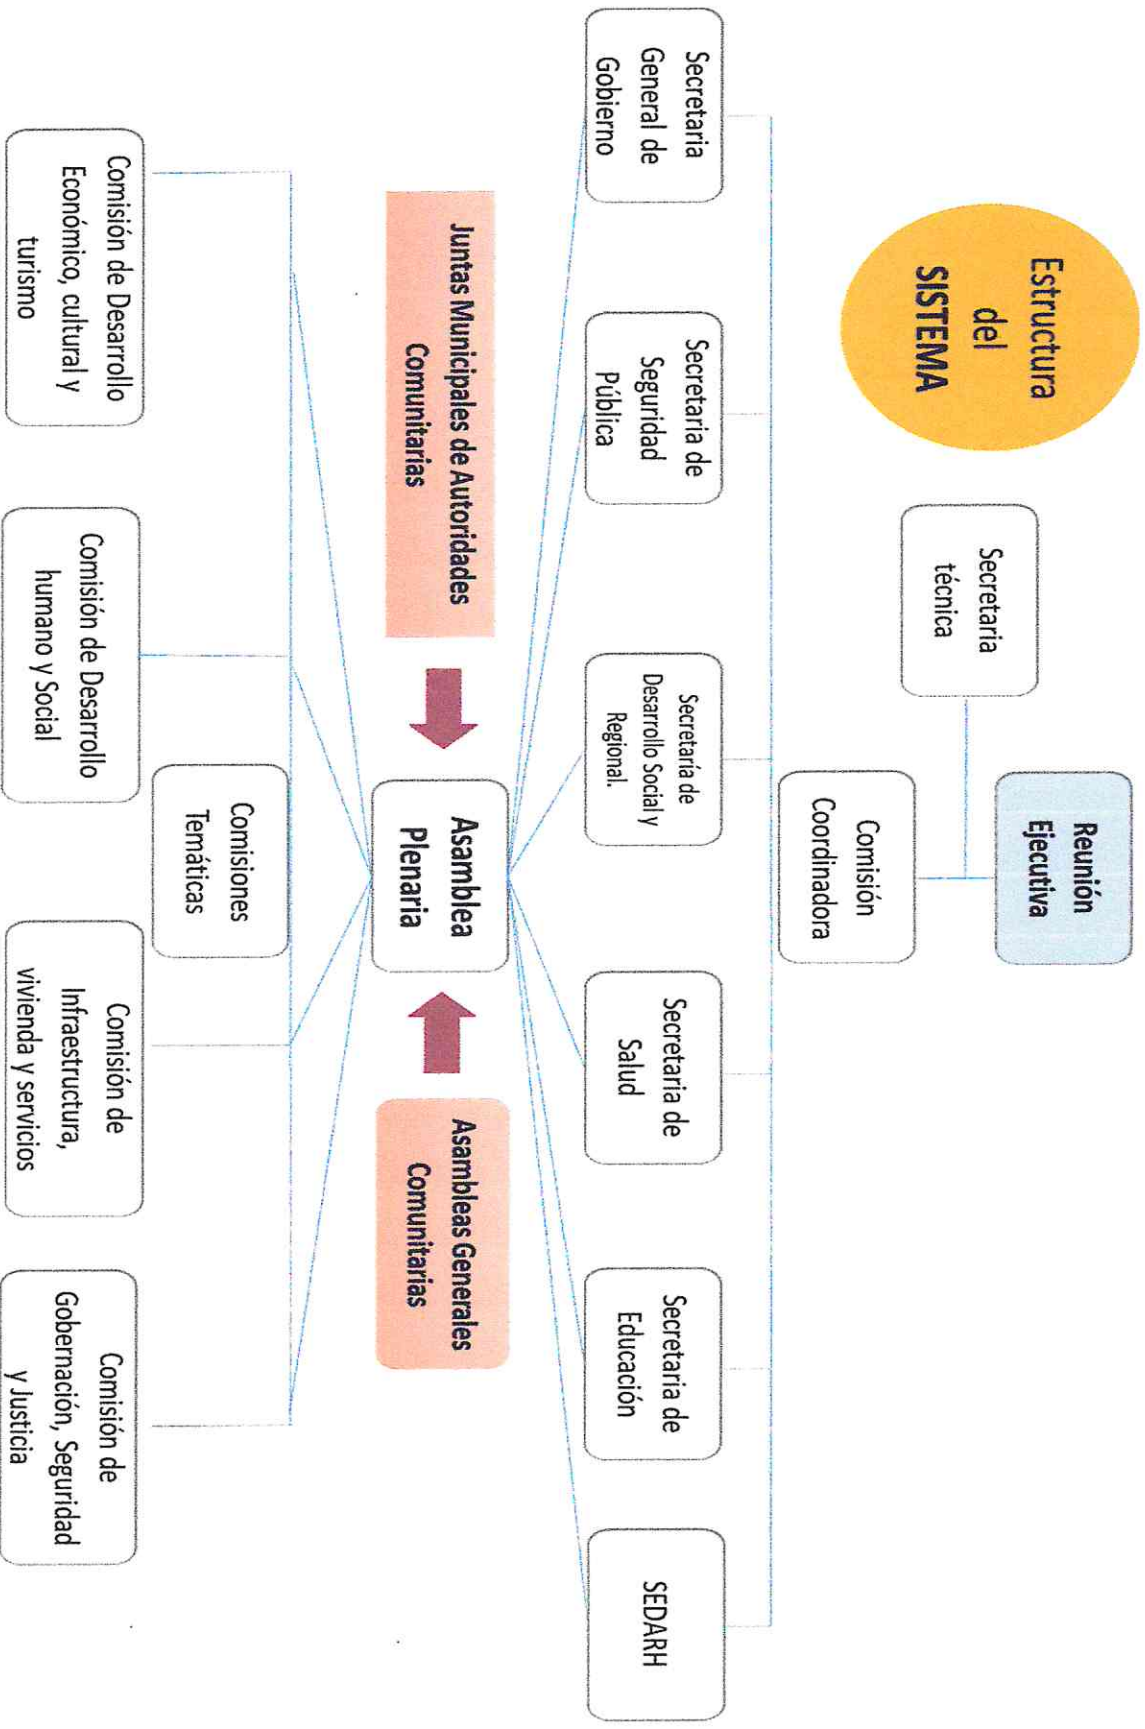 Estructura
del
SISTEMA
Reunión
Ejecutiva
Secretaria
técnica
Comisión
Coordinadora
Secretaria
General de
Gobierno
Secretaria de
Seguridad
Pública
Secretaría de
Desarrollo Social y
Regional.
Secretaria de
Salud
Secretaria de
Educación
SEDARH
Juntas Municipales de Autoridades
Comunitarias
Asamblea
Plenaria
Asambleas Generales
Comunitarias
Comisiones
Temáticas
Comisión de Desarrollo
Económico, cultural y
turismo
Comisión de Desarrollo
humano y Social
Comisión de
Infraestructura,
vivienda y servicios
Comisión de
Gobernación, Seguridad
y Justicia